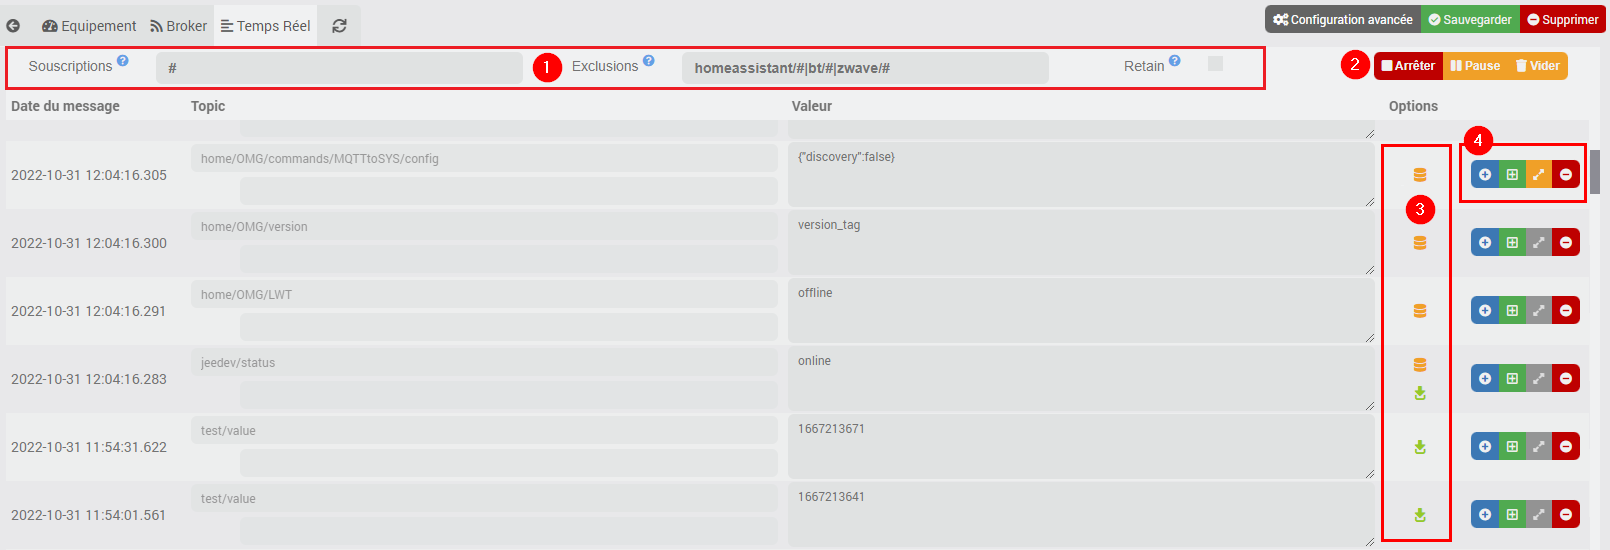 Equipement Broker Temps Réel Configuration avancée Sauvegarder Supprimer
Souscriptions # 1 Exclusions homeassistant/#|bt/#|zwave/# Retain 2 Arrêter Pause Vider
Date du message Topic Valeur Options
4
home/OMG/commands/MQTTtoSYS/config {"discovery":false}
2022-10-31 12:04:16.305
3
home/OMG/version version_tag
2022-10-31 12:04:16.300
home/OMG/LWT offline
2022-10-31 12:04:16.291
jeedev/status online
2022-10-31 12:04:16.283
test/value 1667213671
2022-10-31 11:54:31.622
test/value 1667213641
2022-10-31 11:54:01.561